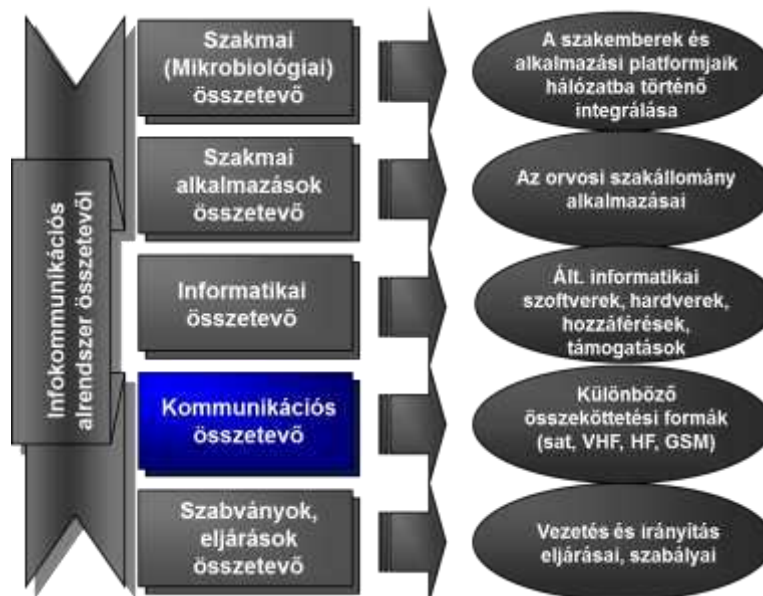 Infokommunikációs
alrendszer összetevői
Szakmai
(Mikrobiológiai)
összetevő
A szakemberek és
alkalmazási platformjaik
hálózatba történő
integrálása
Szakmai
alkalmazások
összetevő
Az orvosi szakállomány
alkalmazásai
Informatikai
összetevő
Ált. informatikai
szoftverek, hardverek,
hozzáférések,
támogatások
Kommunikációs
összetevő
Különböző
összeköttetési formák
(sat, VHF, HF, GSM)
Szabványok,
eljárások
összetevő
Vezetés és irányítás
eljárásai, szabályai